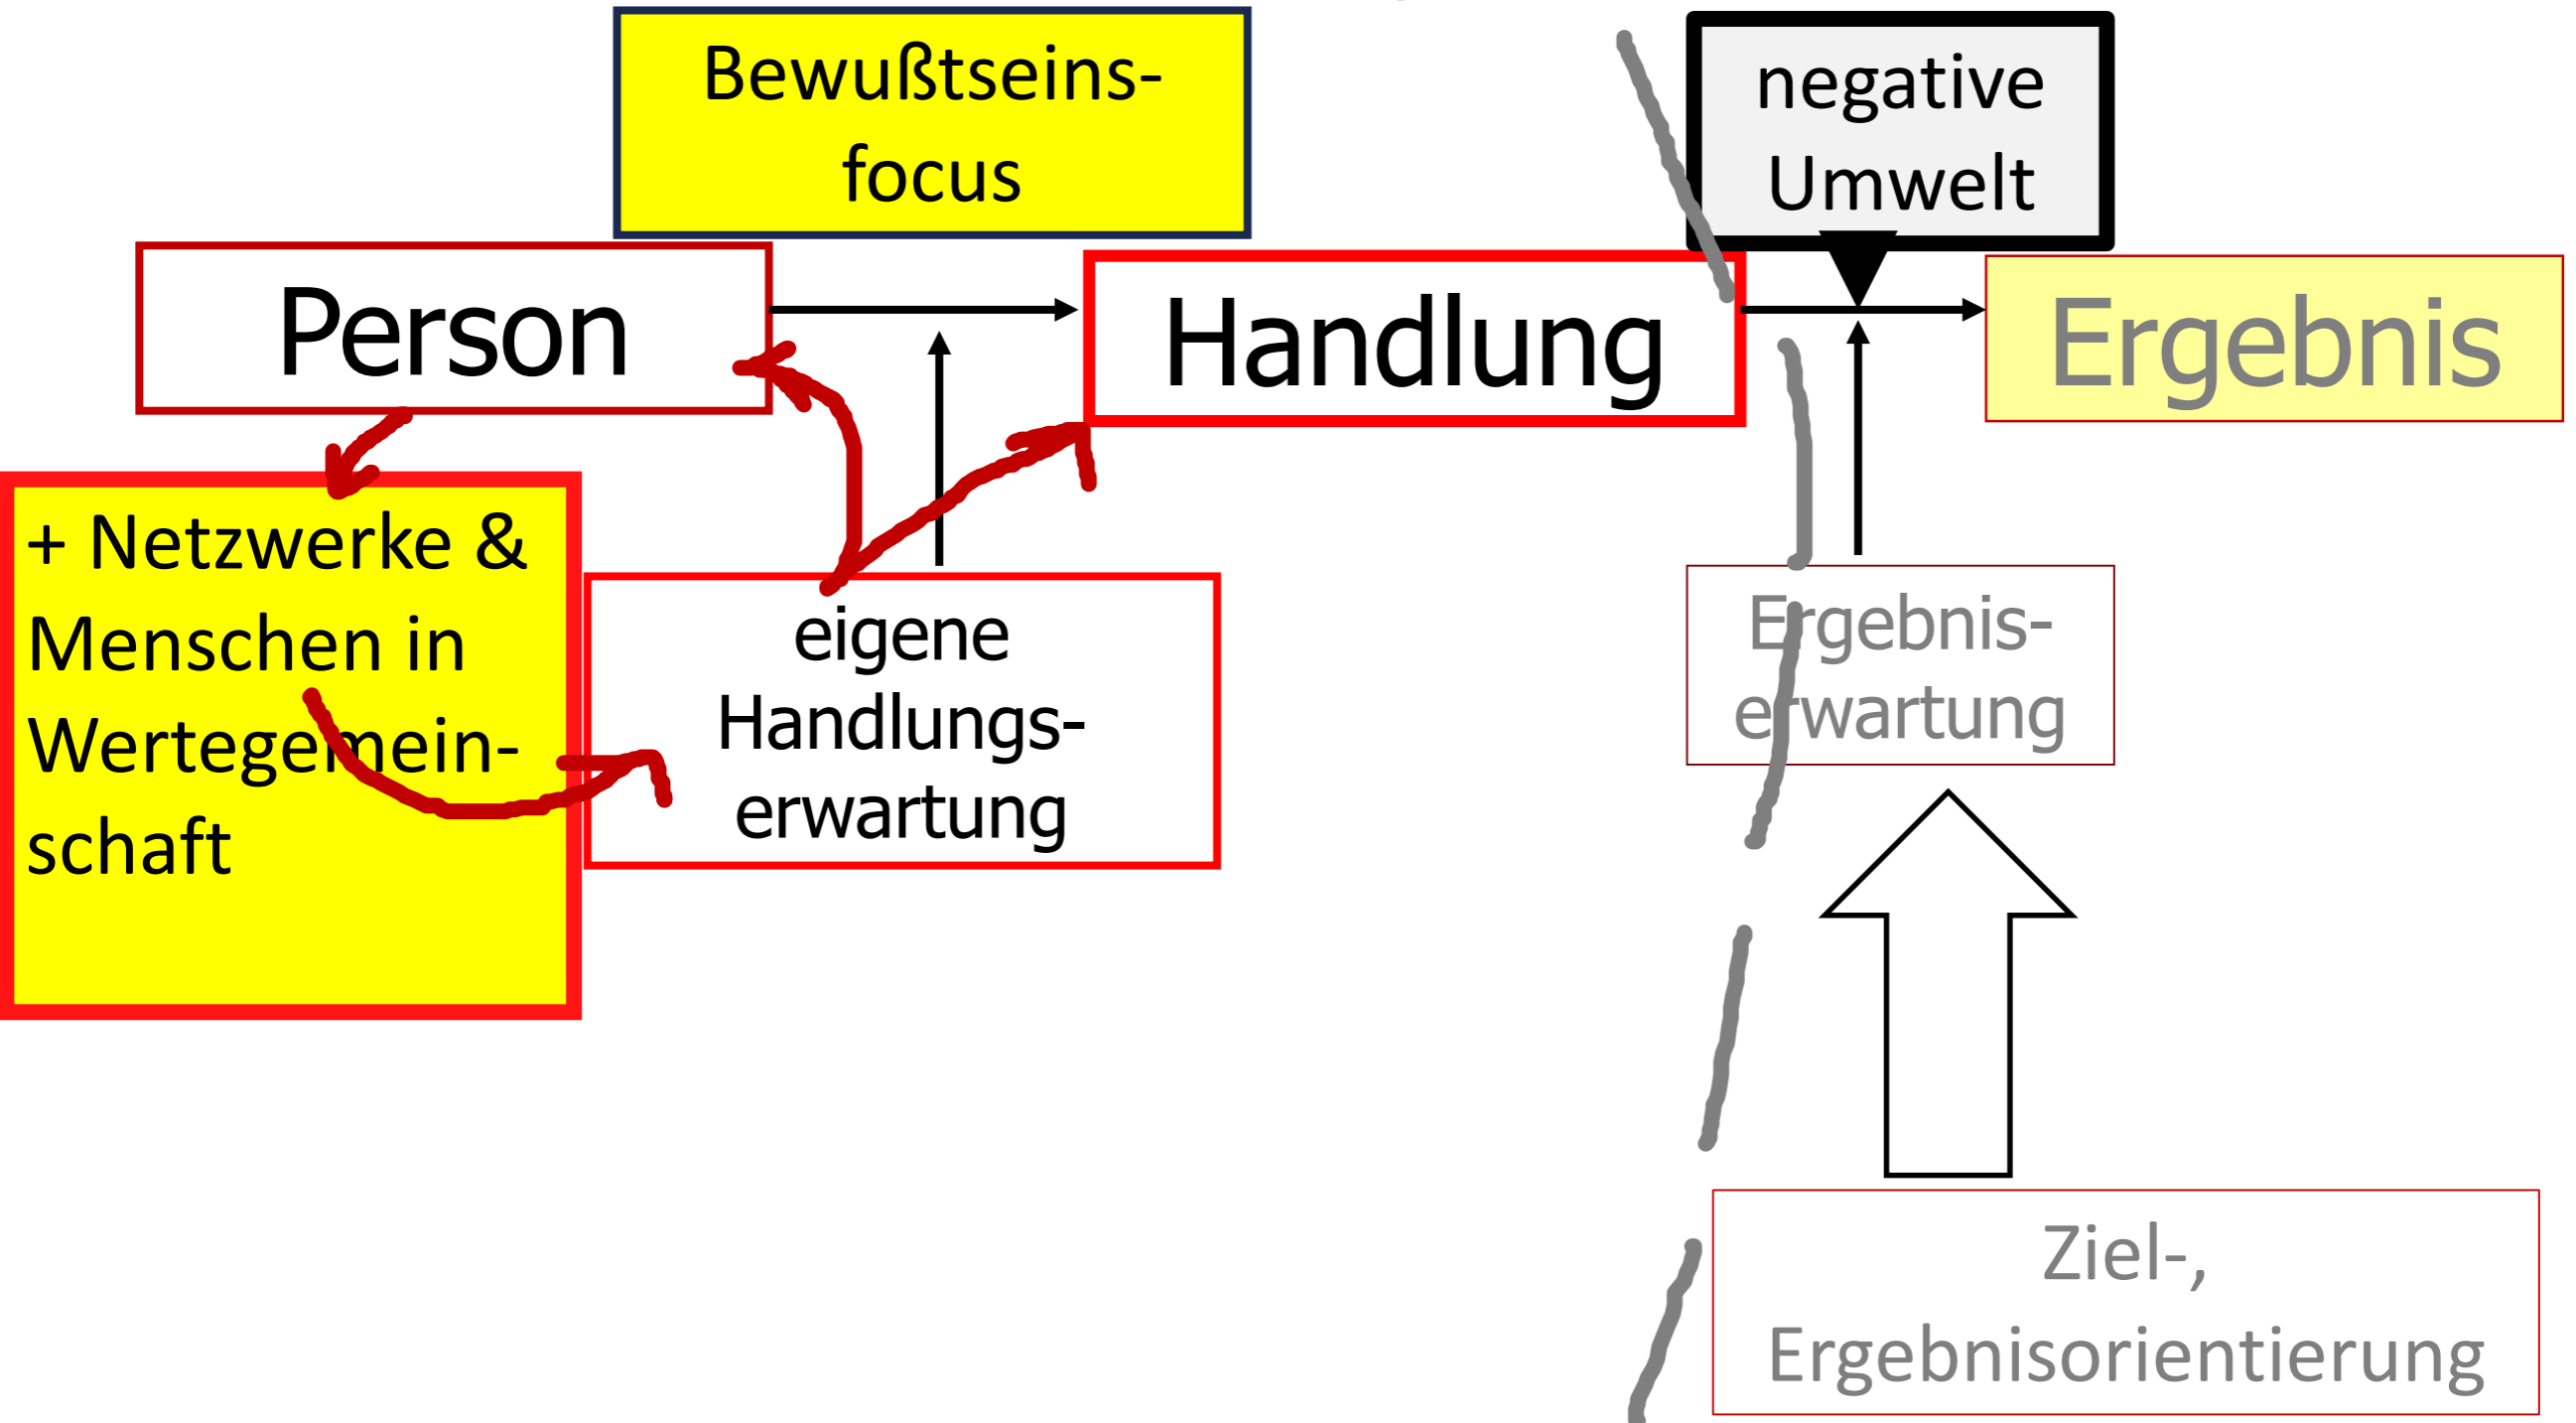 Bewußtseins-
focus
negative
Umwelt
Person
Handlung
Ergebnis
+ Netzwerke &
Menschen in
Wertegemein-
schaft
eigene
Handlungs-
erwartung
Ergebnis-
erwartung
Ziel-,
Ergebnisorientierung